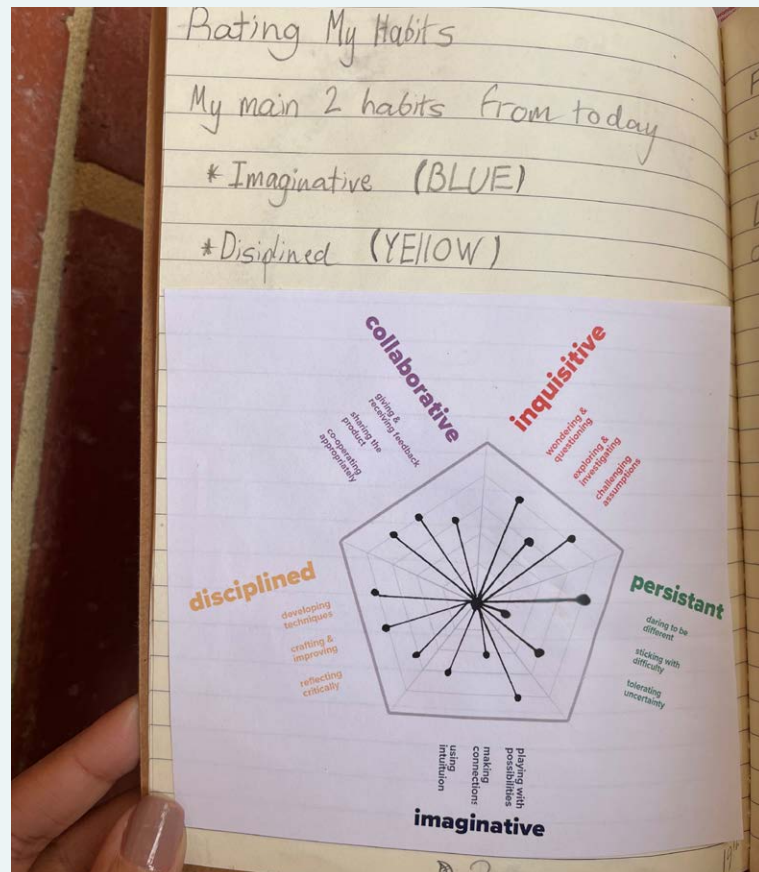 Rating My Habits
My main 2 habits from today
* Imaginative (BLUE)
* Disiplined (YEllOW)
collaborative
giving &
receiving feedback
sharing the
product
co-operating
appropriately
inquisitive
wondering &
questioning
exploring &
investigating
challenging
assumptions
disciplined
developing
techniques
crafting &
improving
reflecting
critically
persistant
daring to be
different
sticking with
difficulty
tolerating
uncertainty
using
intuituion
making
connections
playing with
possibilities
imaginative